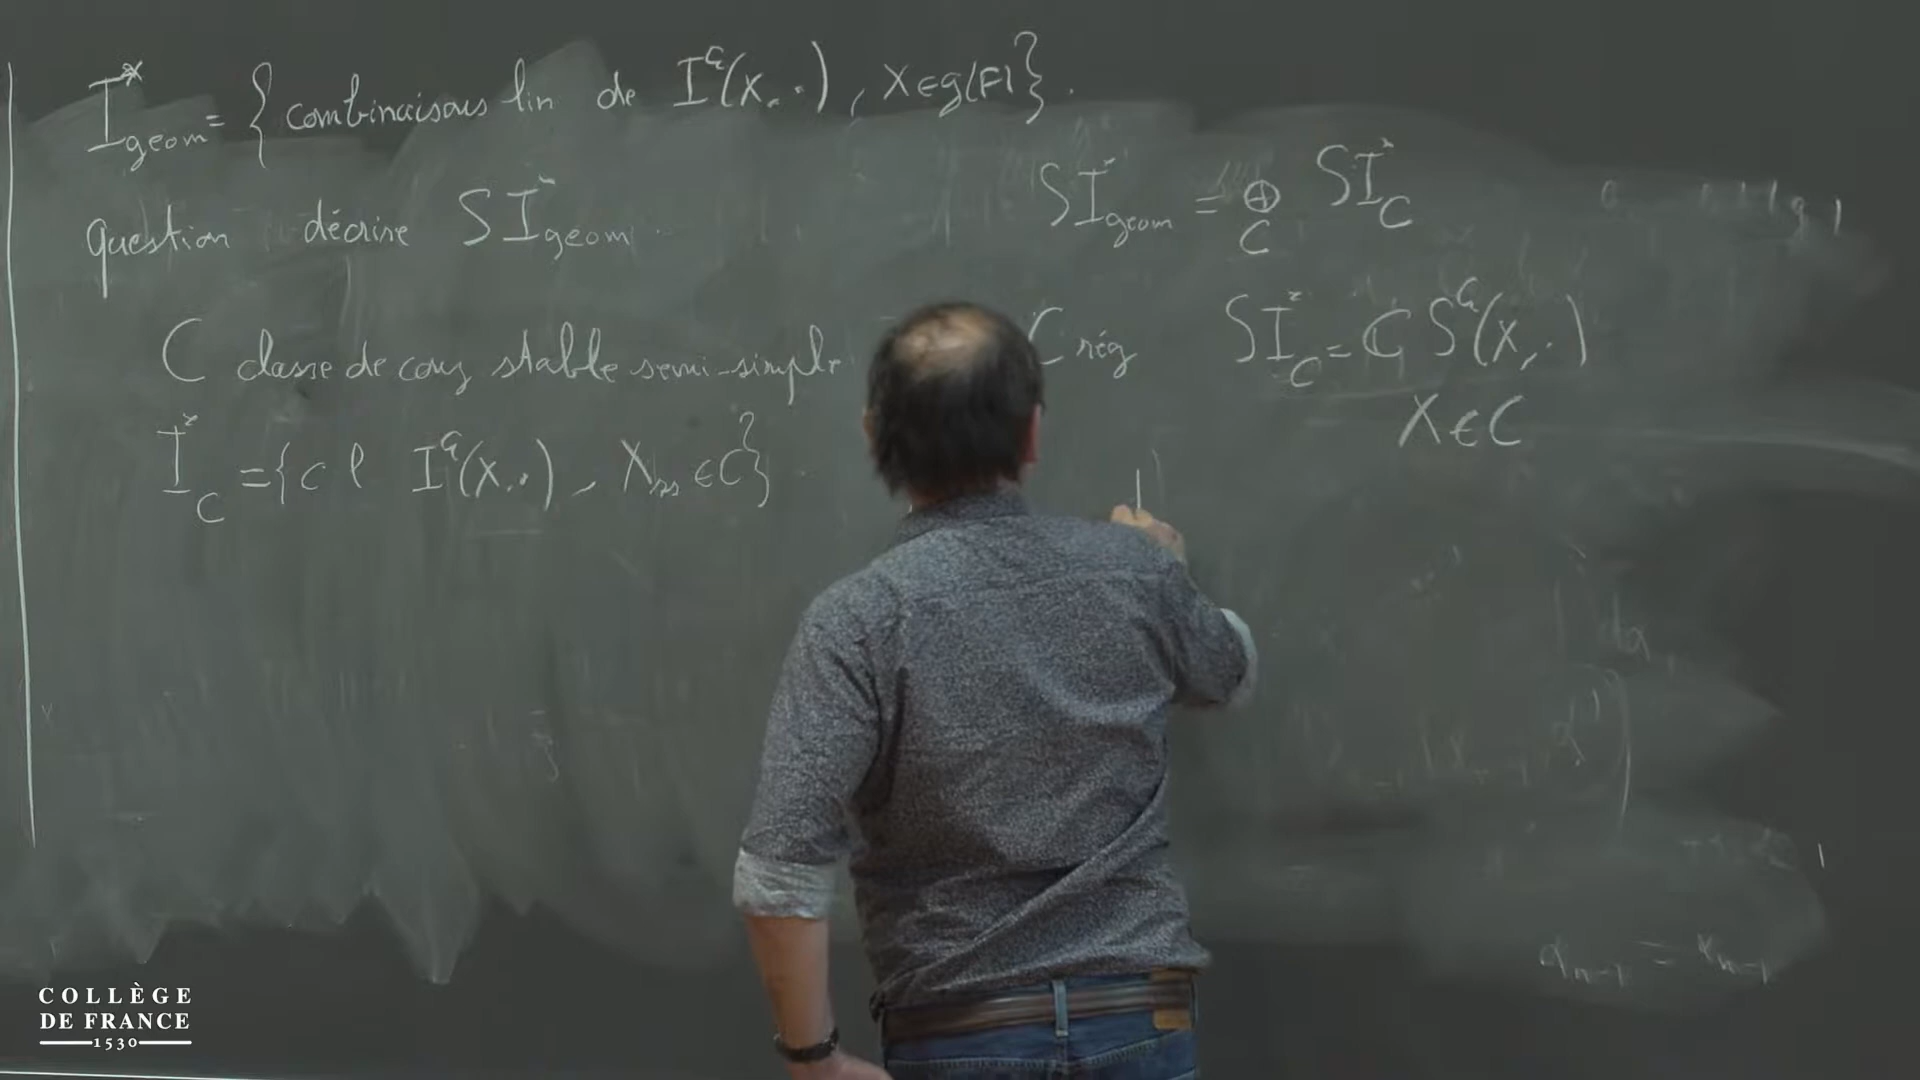 I*geom = { combinaisons lin de I^G(X, ·), X ∈ g(F) }.
question décrire SI*geom.
C classe de conj stable semi-simple
I*_C = { c l I^G(X, ·), X_ss ∈ C }.
SI*geom = ⊕_C SI*_C
C rég SI*_C = ℂ S^G(X, ·)
X ∈ C
COLLÈGE
DE FRANCE
1530